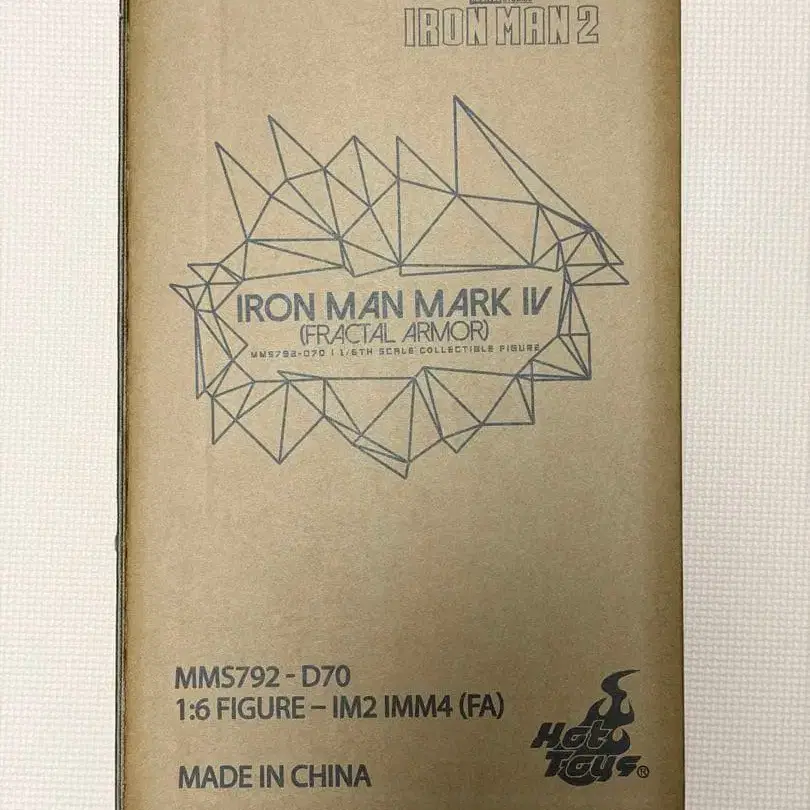 IRON MAN 2
IRON MAN MARK IV
(FRACTAL ARMOR)
MMS792-D70 | 1/6TH SCALE COLLECTIBLE FIGURE
MMS792 - D70
1:6 FIGURE – IM2 IMM4 (FA)
MADE IN CHINA
Hot
Toys®